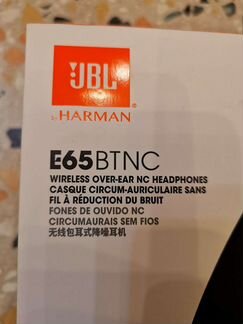 JBL
by HARMAN
E65BTNC
WIRELESS OVER-EAR NC HEADPHONES
CASQUE CIRCUM-AURICULAIRE SANS
FIL À RÉDUCTION DU BRUIT
FONES DE OUVIDO NC
CIRCUMAURAIS SEM FIOS
无线包耳式降噪耳机